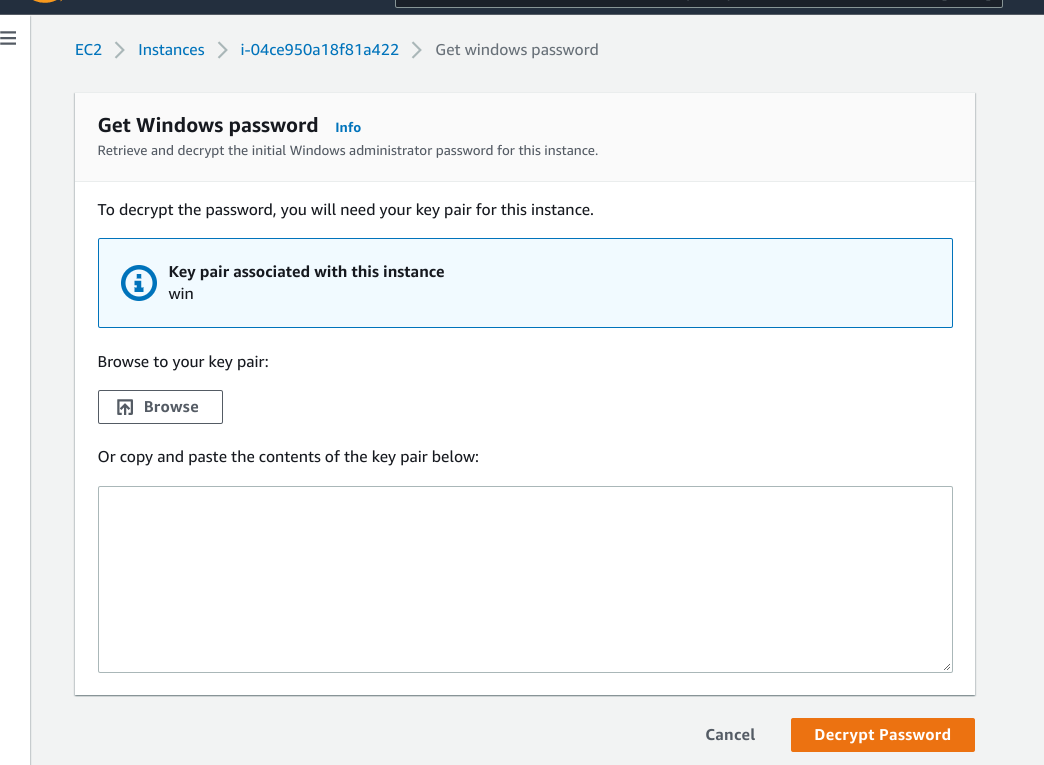 EC2 Instances i-04ce950a18f81a422 Get windows password
Get Windows password Info
Retrieve and decrypt the initial Windows administrator password for this instance.
To decrypt the password, you will need your key pair for this instance.
Key pair associated with this instance
win
Browse to your key pair:
Browse
Or copy and paste the contents of the key pair below:
Cancel Decrypt Password